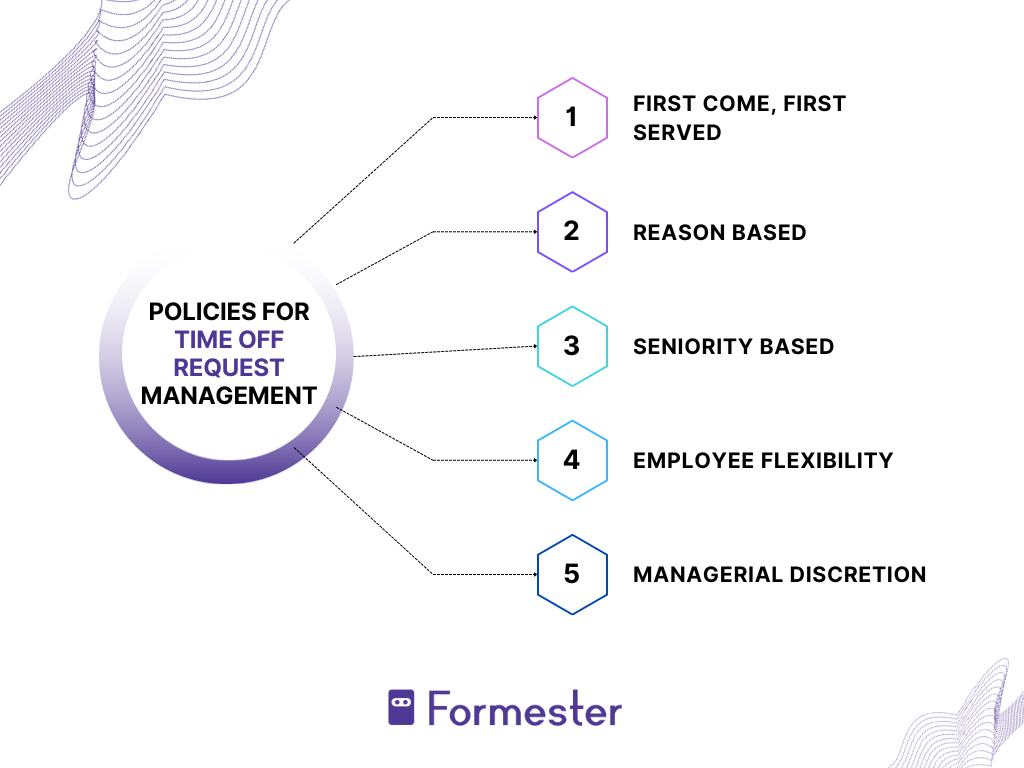 POLICIES FOR
TIME OFF
REQUEST
MANAGEMENT
1
FIRST COME, FIRST
SERVED
2
REASON BASED
3
SENIORITY BASED
4
EMPLOYEE FLEXIBILITY
5
MANAGERIAL DISCRETION
Formester